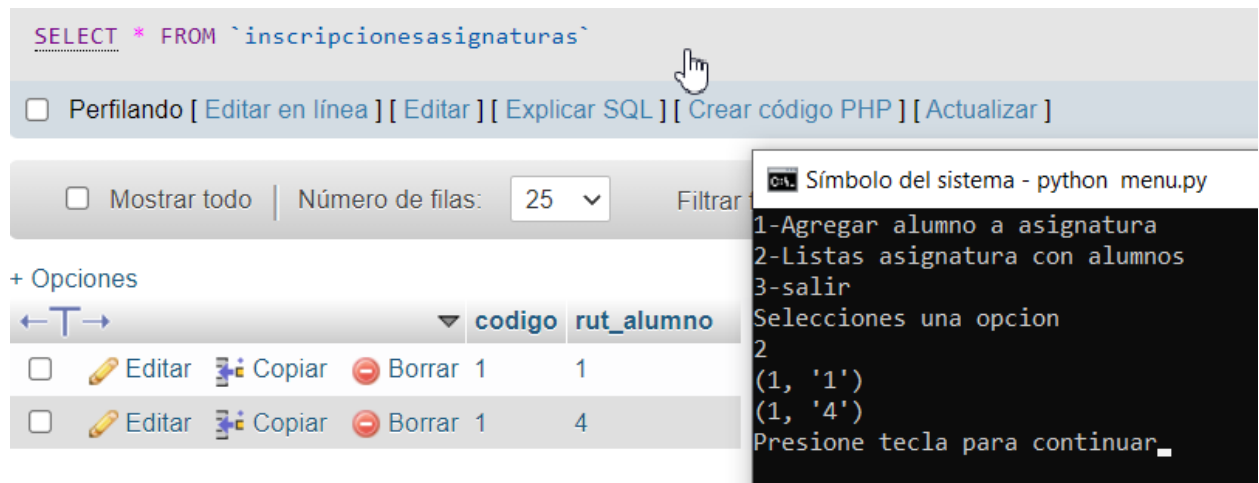 SELECT * FROM `inscripcionesasignaturas`
Perfilando [ Editar en línea ] [ Editar ] [ Explicar SQL ] [ Crear código PHP ] [ Actualizar ]
Mostrar todo | Número de filas: 25 Filtrar
+ Opciones
codigo rut_alumno
Editar Copiar Borrar 1 1
Editar Copiar Borrar 1 4
Símbolo del sistema - python menu.py
1-Agregar alumno a asignatura
2-Listas asignatura con alumnos
3-salir
Selecciones una opcion
2
(1, '1')
(1, '4')
Presione tecla para continuar